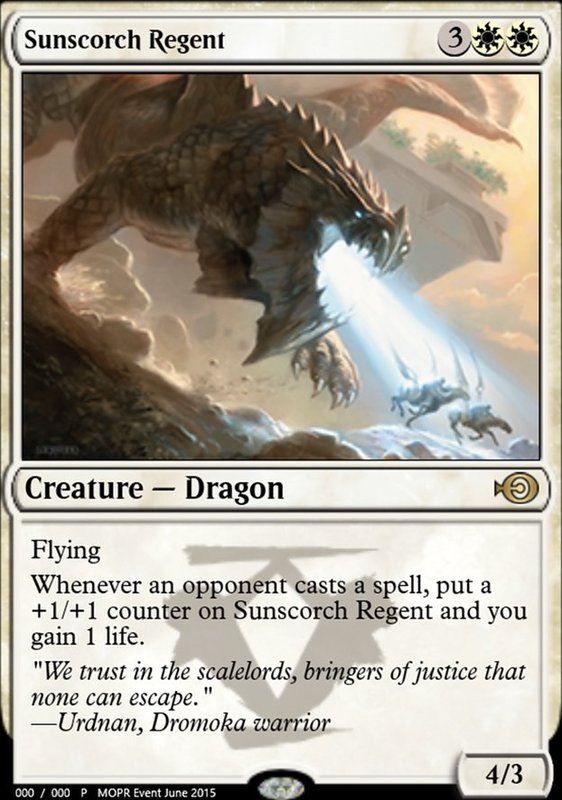 Sunscorch Regent 3
Creature — Dragon
Flying
Whenever an opponent casts a spell, put a
+1/+1 counter on Sunscorch Regent and you
gain 1 life.
"We trust in the scalelords, bringers of justice that
none can escape."
—Urdnan, Dromoka warrior
4/3
000 / 000 P MOPR Event June 2015